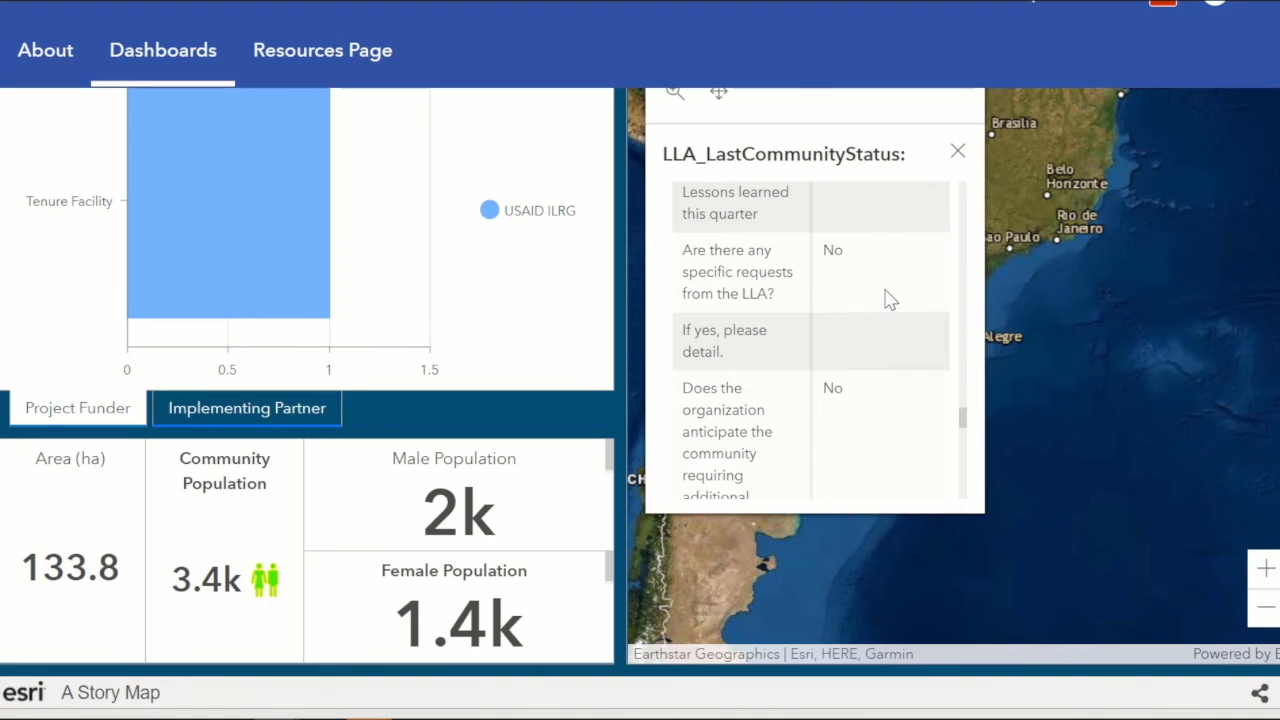 About
Dashboards
Resources Page
Tenure Facility
USAID ILRG
0
0.5
1
1.5
Project Funder
Implementing Partner
Area (ha)
133.8
Community
Population
3.4k
Male Population
2k
Female Population
1.4k
LLA_LastCommunityStatus:
Lessons learned
this quarter
Are there any
specific requests
from the LLA?
No
If yes, please
detail.
Does the
organization
anticipate the
community
requiring
additional
No
Brasilia
Belo
Horizonte
Rio de
Janeiro
ao Paulo
Alegre
CH
Earthstar Geographics | Esri, HERE, Garmin
Powered by E
esri
A Story Map